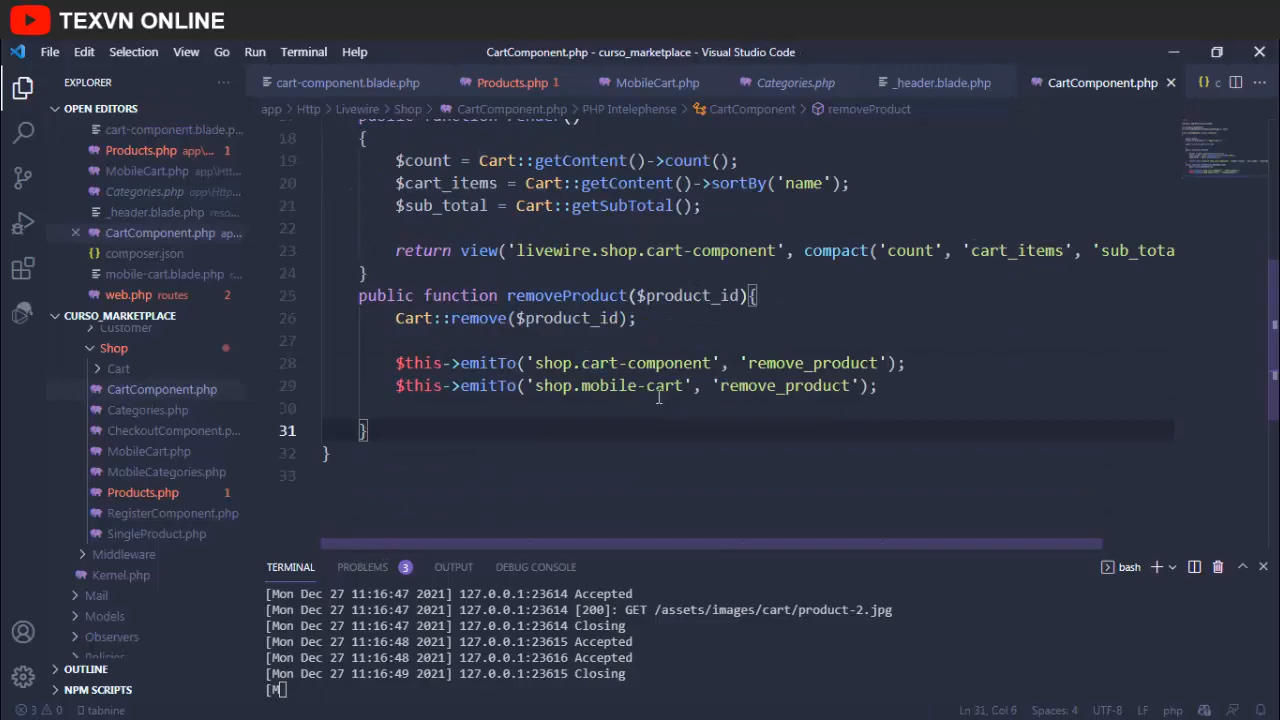 TEXVN ONLINE
File Edit Selection View Go Run Terminal Help
CartComponent.php - curso_marketplace - Visual Studio Code
EXPLORER
cart-component.blade.php
Products.php 1
MobileCart.php
Categories.php
_header.blade.php
CartComponent.php
OPEN EDITORS
app > Http > Livewire > Shop > CartComponent.php > PHP Intelephense > CartComponent > removeProduct
cart-component.blade.p...
Products.php app\... 1
MobileCart.php app\Htt...
Categories.php app\Http...
_header.blade.php reso...
CartComponent.php ap...
composer.json
mobile-cart.blade.php r...
web.php routes 2
CURSO_MARKETPLACE
Customer
Shop
Cart
CartComponent.php
Categories.php
CheckoutComponent.p...
MobileCart.php
MobileCategories.php
Products.php 1
RegisterComponent.php
SingleProduct.php
Middleware
Kernel.php
Mail
Models
Observers
Policies
OUTLINE
NPM SCRIPTS
public function render()
18 {
19 $count = Cart::getContent()->count();
20 $cart_items = Cart::getContent()->sortBy('name');
21 $sub_total = Cart::getSubTotal();
22
23 return view('livewire.shop.cart-component', compact('count', 'cart_items', 'sub_tota
24 }
25 public function removeProduct($product_id){
26 Cart::remove($product_id);
27
28 $this->emitTo('shop.cart-component', 'remove_product');
29 $this->emitTo('shop.mobile-cart', 'remove_product');
30
31 }
32 }
33
TERMINAL PROBLEMS 3 OUTPUT DEBUG CONSOLE
bash
[Mon Dec 27 11:16:47 2021] 127.0.0.1:23614 Accepted
[Mon Dec 27 11:16:47 2021] 127.0.0.1:23614 [200]: GET /assets/images/cart/product-2.jpg
[Mon Dec 27 11:16:47 2021] 127.0.0.1:23614 Closing
[Mon Dec 27 11:16:48 2021] 127.0.0.1:23615 Accepted
[Mon Dec 27 11:16:48 2021] 127.0.0.1:23616 Accepted
[Mon Dec 27 11:16:49 2021] 127.0.0.1:23615 Closing
[M
3 0 tabnine
Ln 31, Col 6 Spaces: 4 UTF-8 LF php